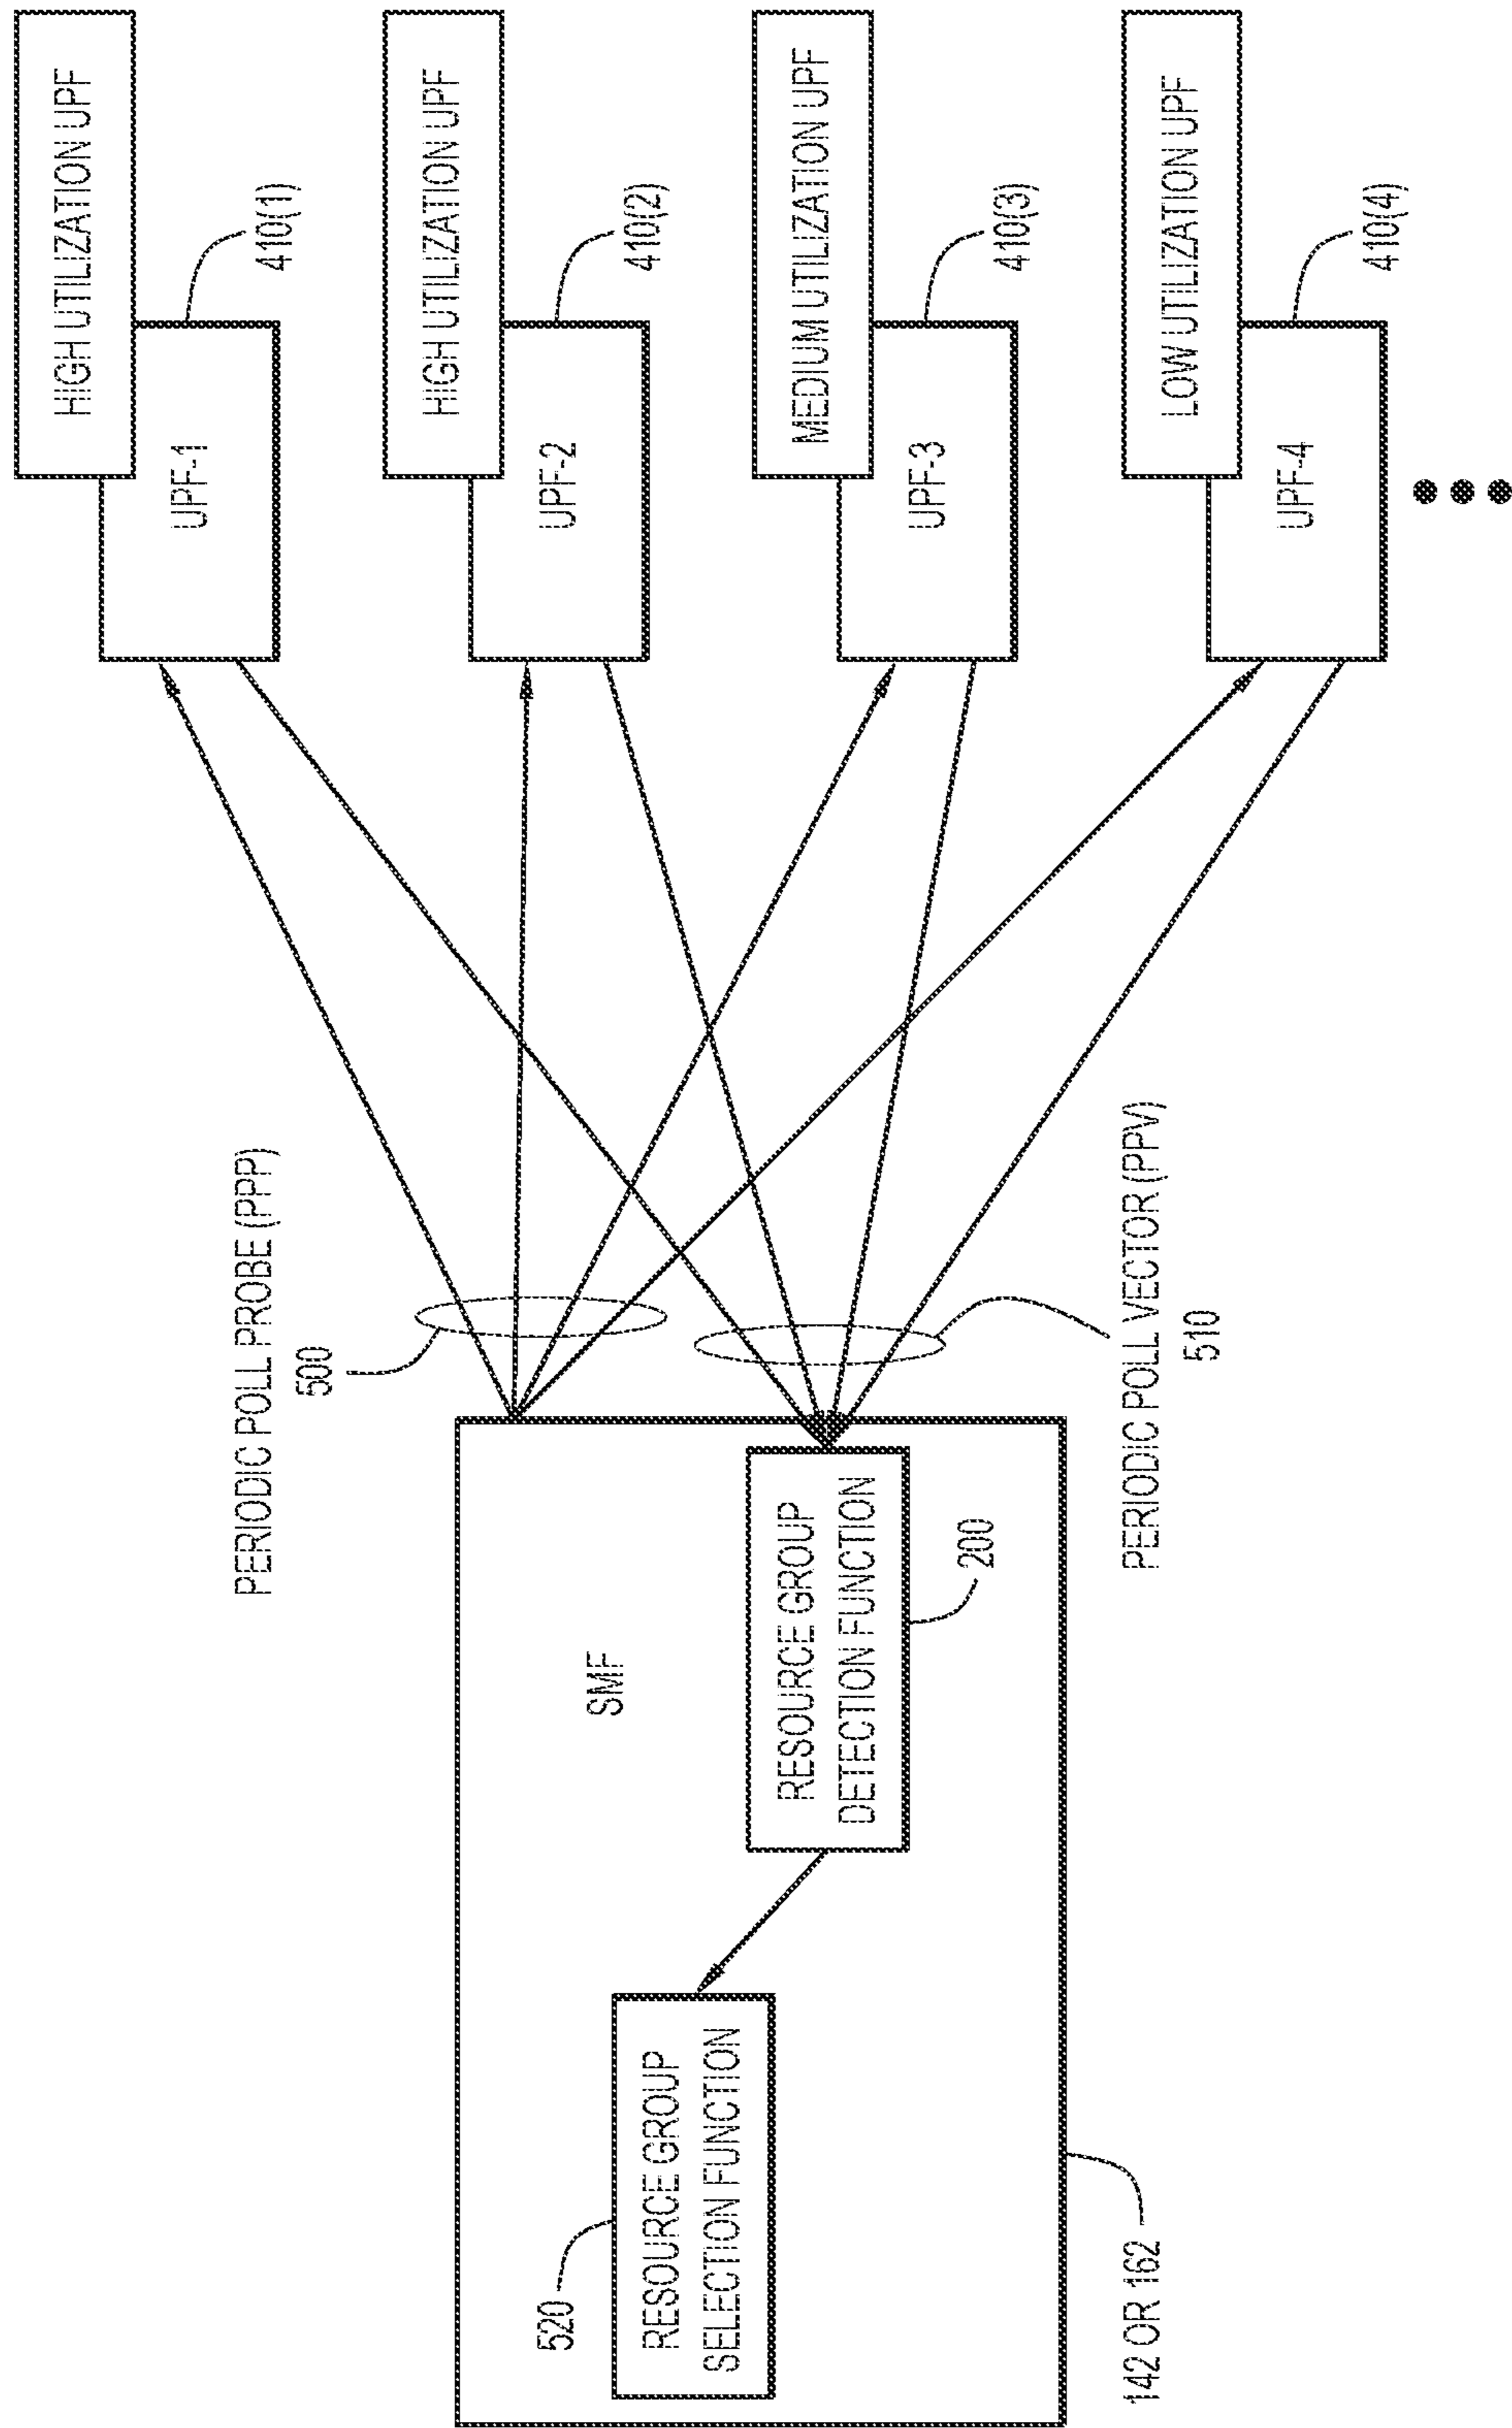 PERIODIC POLL PROBE (PPP)
500
SMF
520
RESOURCE GROUP
SELECTION FUNCTION
RESOURCE GROUP
DETECTION FUNCTION
200
142 OR 162
PERIODIC POLL VECTOR (PPV)
510
HIGH UTILIZATION UPF
UPF-1
410(1)
HIGH UTILIZATION UPF
UPF-2
410(2)
MEDIUM UTILIZATION UPF
UPF-3
410(3)
LOW UTILIZATION UPF
UPF-4
410(4)